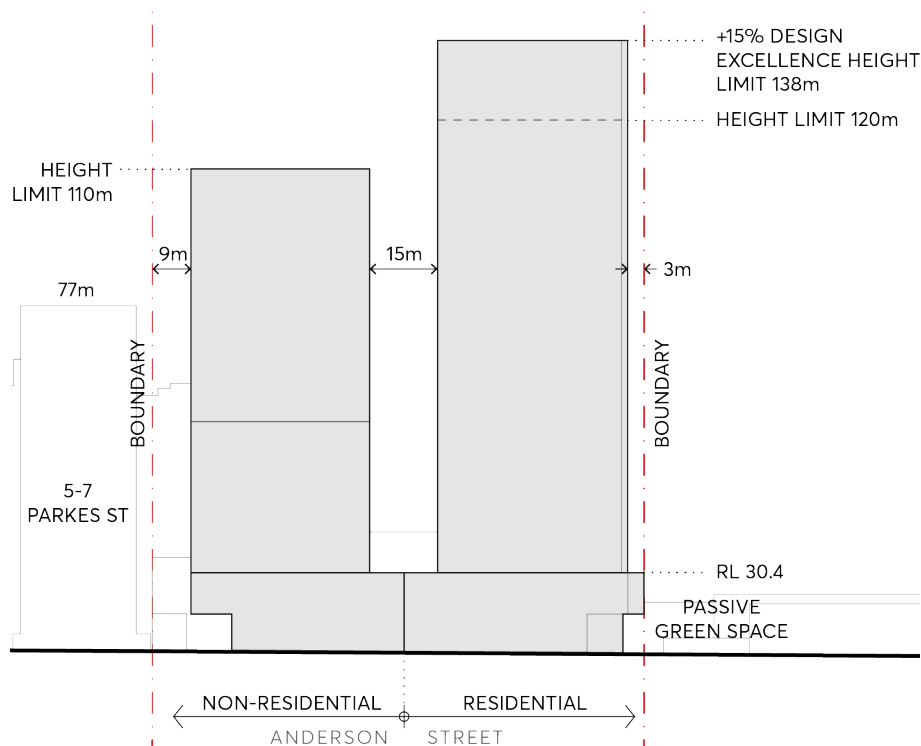 +15% DESIGN
EXCELLENCE HEIGHT
LIMIT 138m
HEIGHT LIMIT 120m
HEIGHT
LIMIT 110m
9m
15m
3m
77m
BOUNDARY
BOUNDARY
5-7
PARKES ST
RL 30.4
PASSIVE
GREEN SPACE
NON-RESIDENTIAL
RESIDENTIAL
ANDERSON STREET